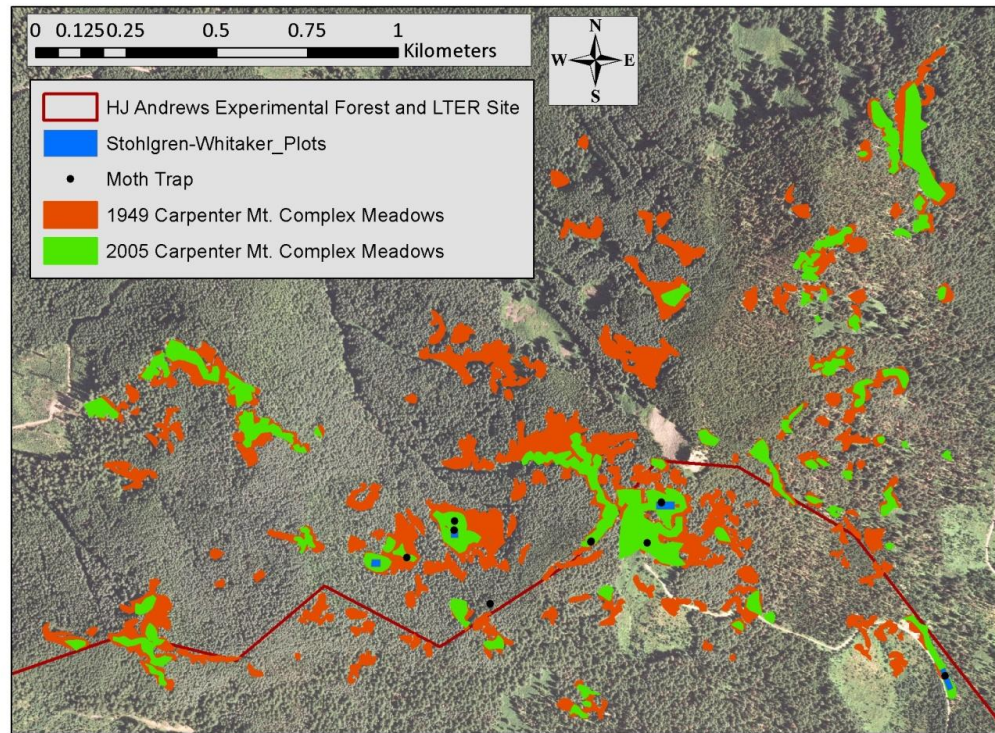 0 0.125 0.25 0.5 0.75 1
Kilometers
N
W E
S
HJ Andrews Experimental Forest and LTER Site
Stohlgren-Whitaker_Plots
Moth Trap
1949 Carpenter Mt. Complex Meadows
2005 Carpenter Mt. Complex Meadows